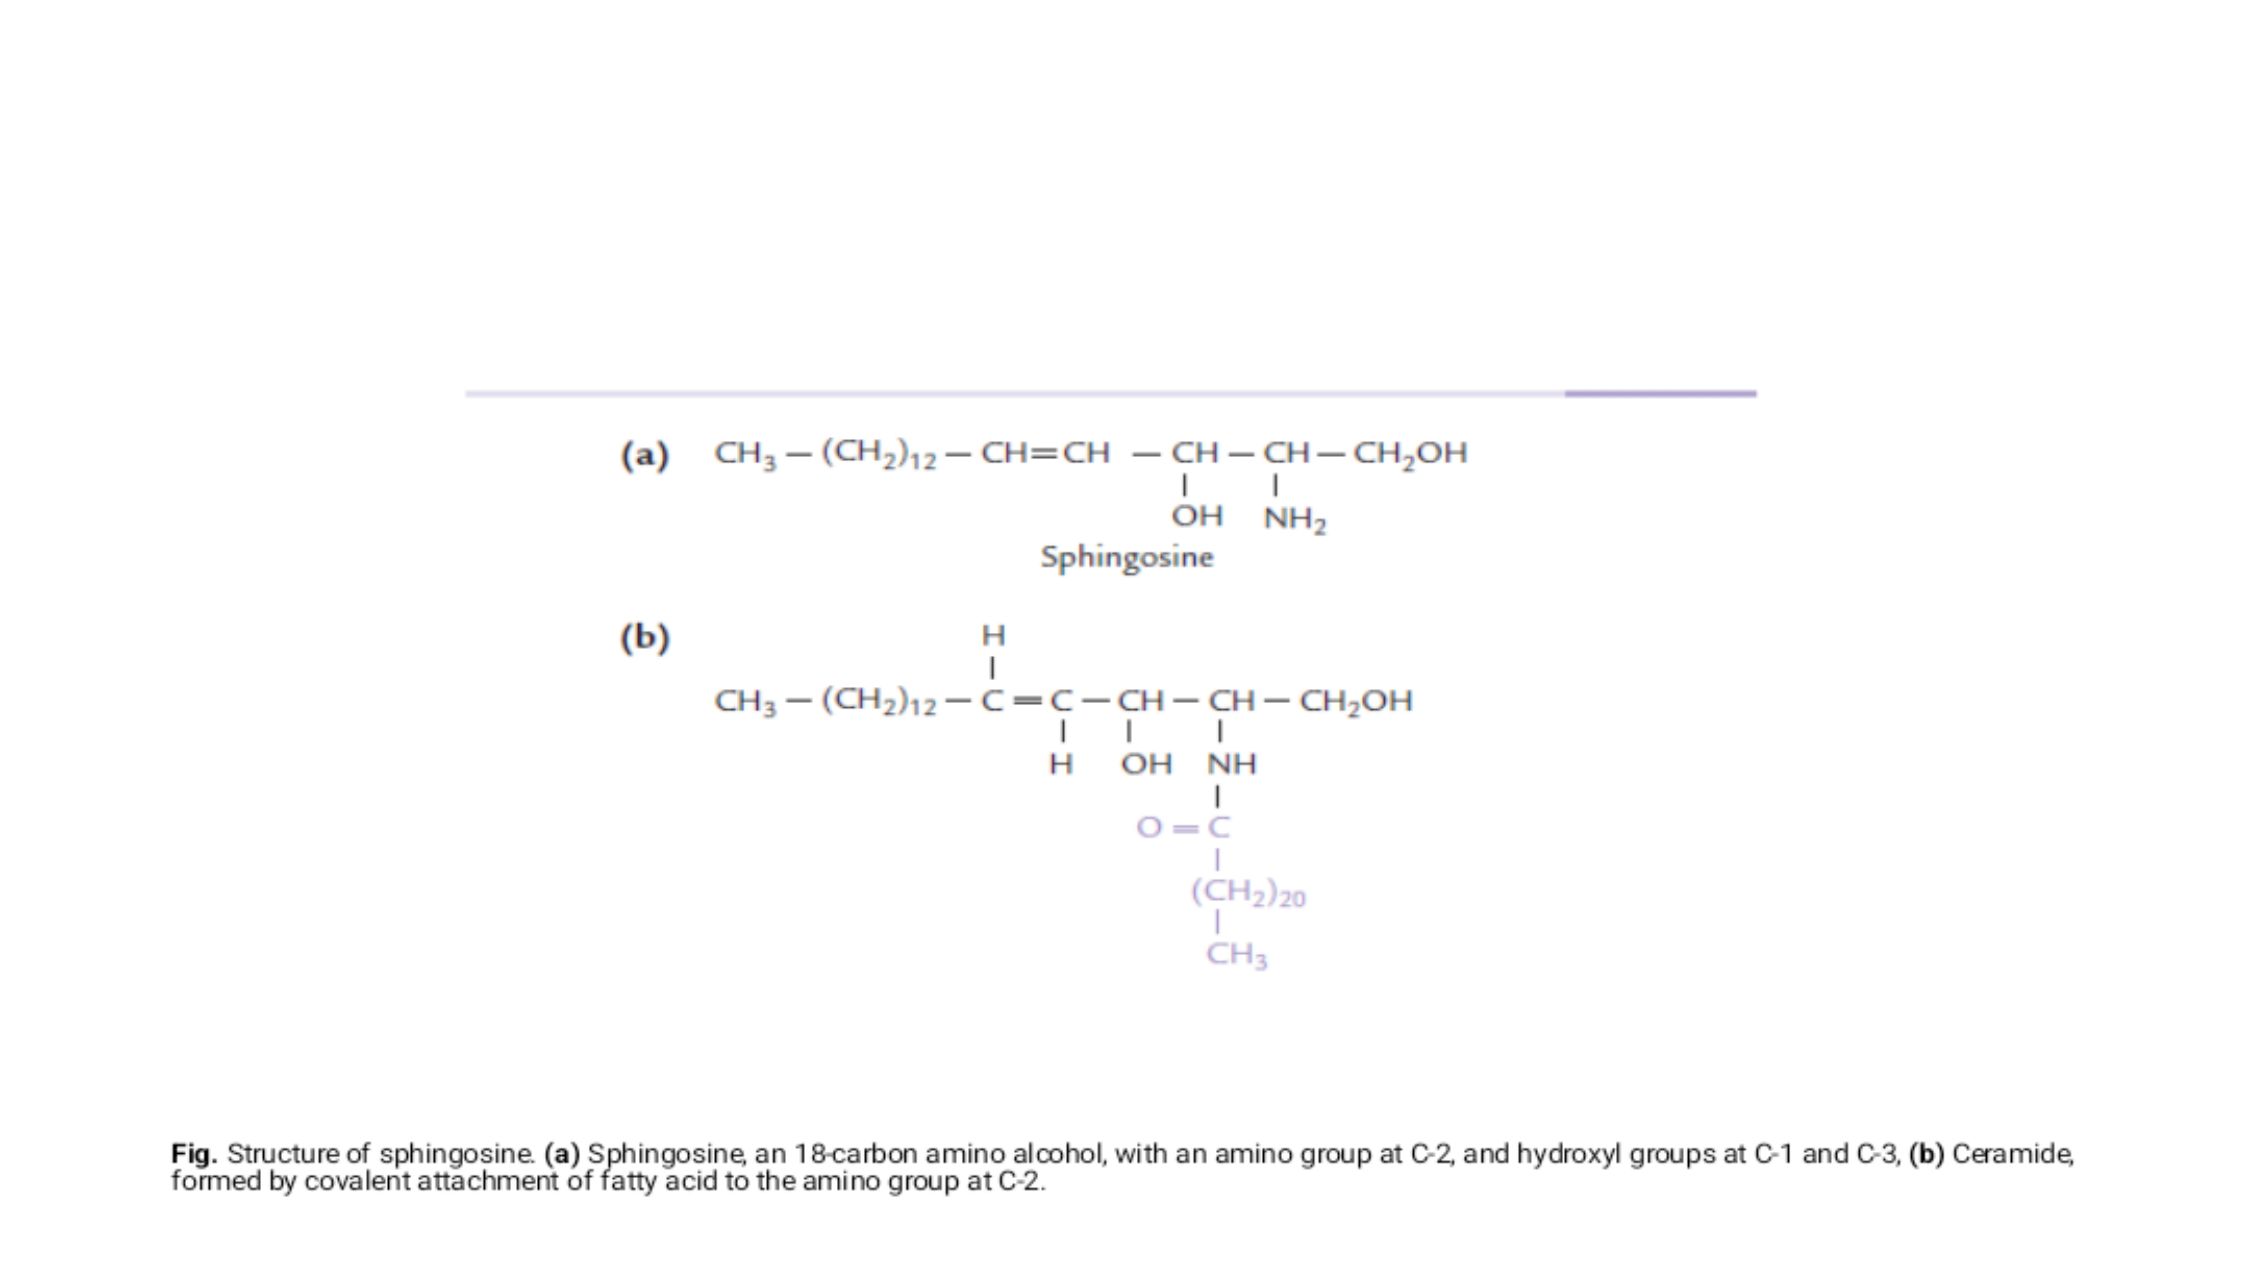 (a) CH₃ — (CH₂)₁₂ — CH=CH — CH — CH — CH₂OH
OH NH₂
Sphingosine
(b) H
CH₃ — (CH₂)₁₂ — C = C — CH — CH — CH₂OH
H OH NH
O = C
(CH₂)₂₀
CH₃
Fig. Structure of sphingosine. (a) Sphingosine, an 18-carbon amino alcohol, with an amino group at C-2, and hydroxyl groups at C-1 and C-3, (b) Ceramide,
formed by covalent attachment of fatty acid to the amino group at C-2.